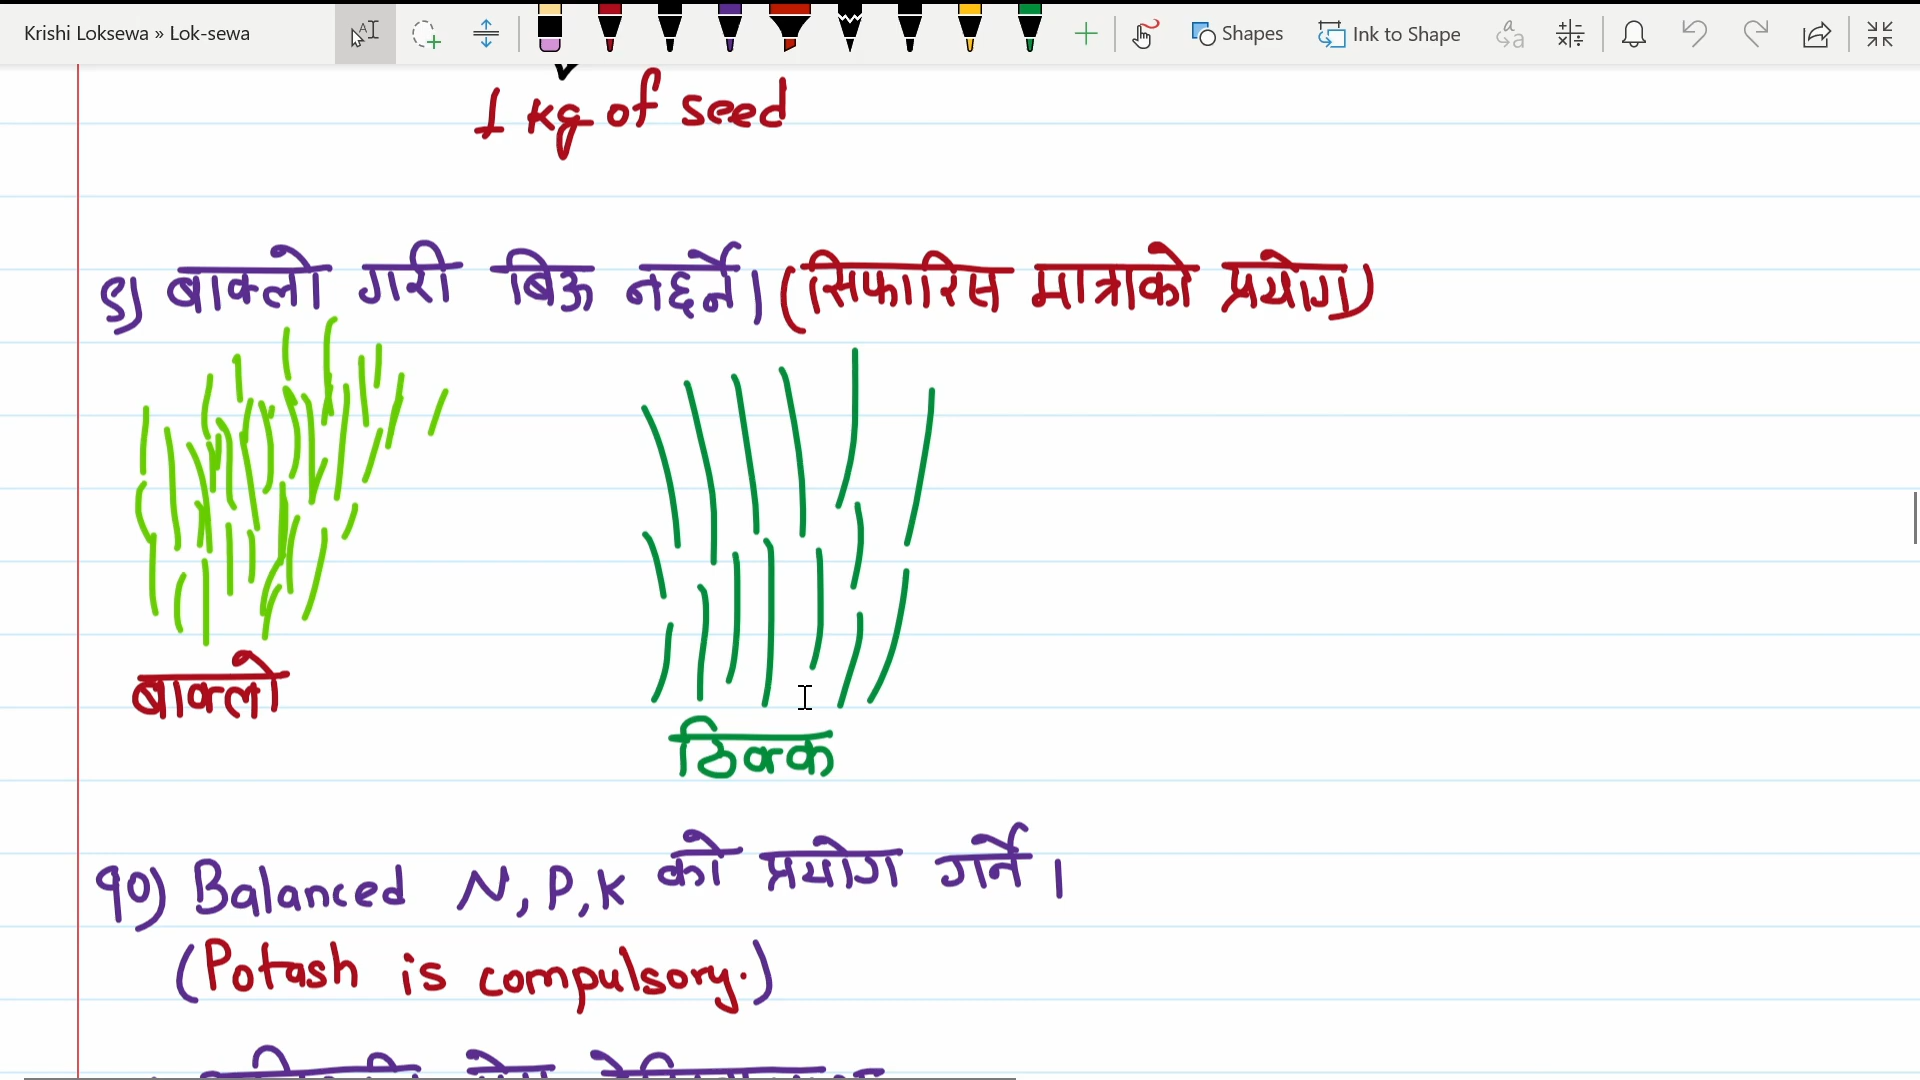 Krishi Loksewa » Lok-sewa
Shapes
Ink to Shape
1 kg of seed
९) बाक्लो गरी बिऊ नछर्ने। (सिफारिस मात्राको प्रयोग)
बाक्लो
ठिक्क
१०) Balanced N, P, K को प्रयोग गर्ने।
(Potash is compulsory.)